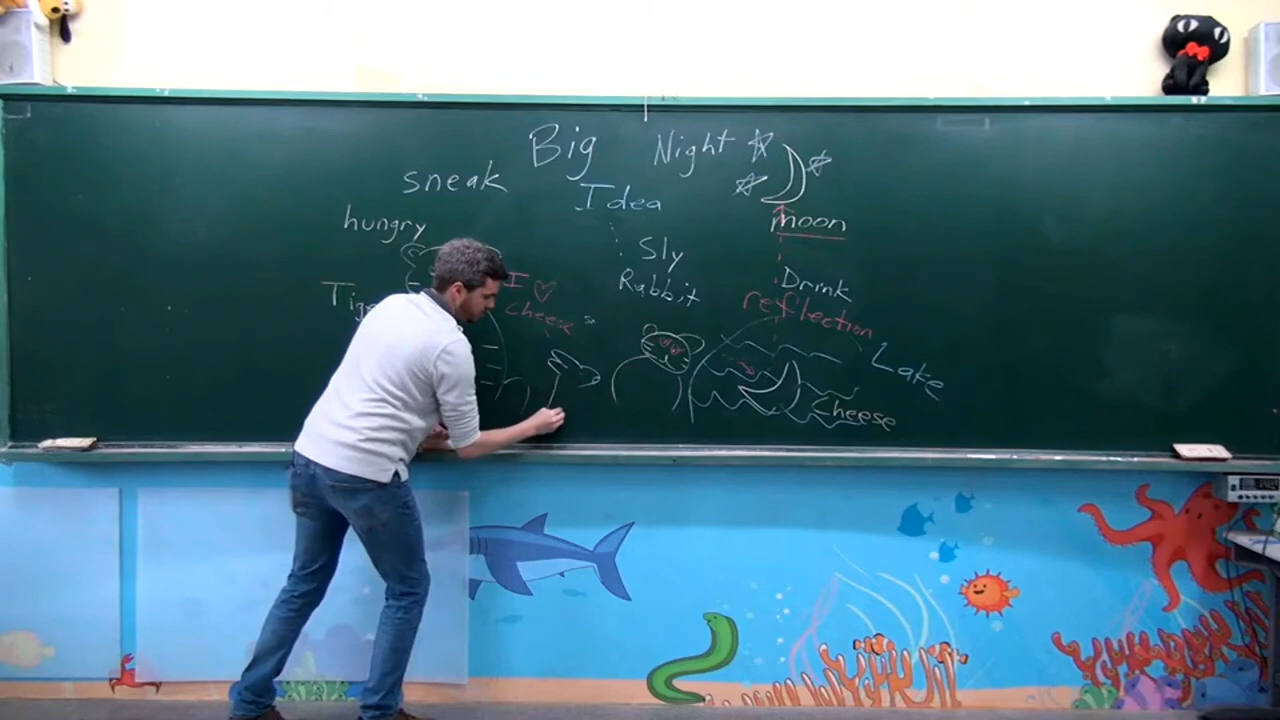 Big Night
sneak
Idea
hungry
moon
Sly
Rabbit
I ♡
cheese
Drink
reflection
Lake
Cheese